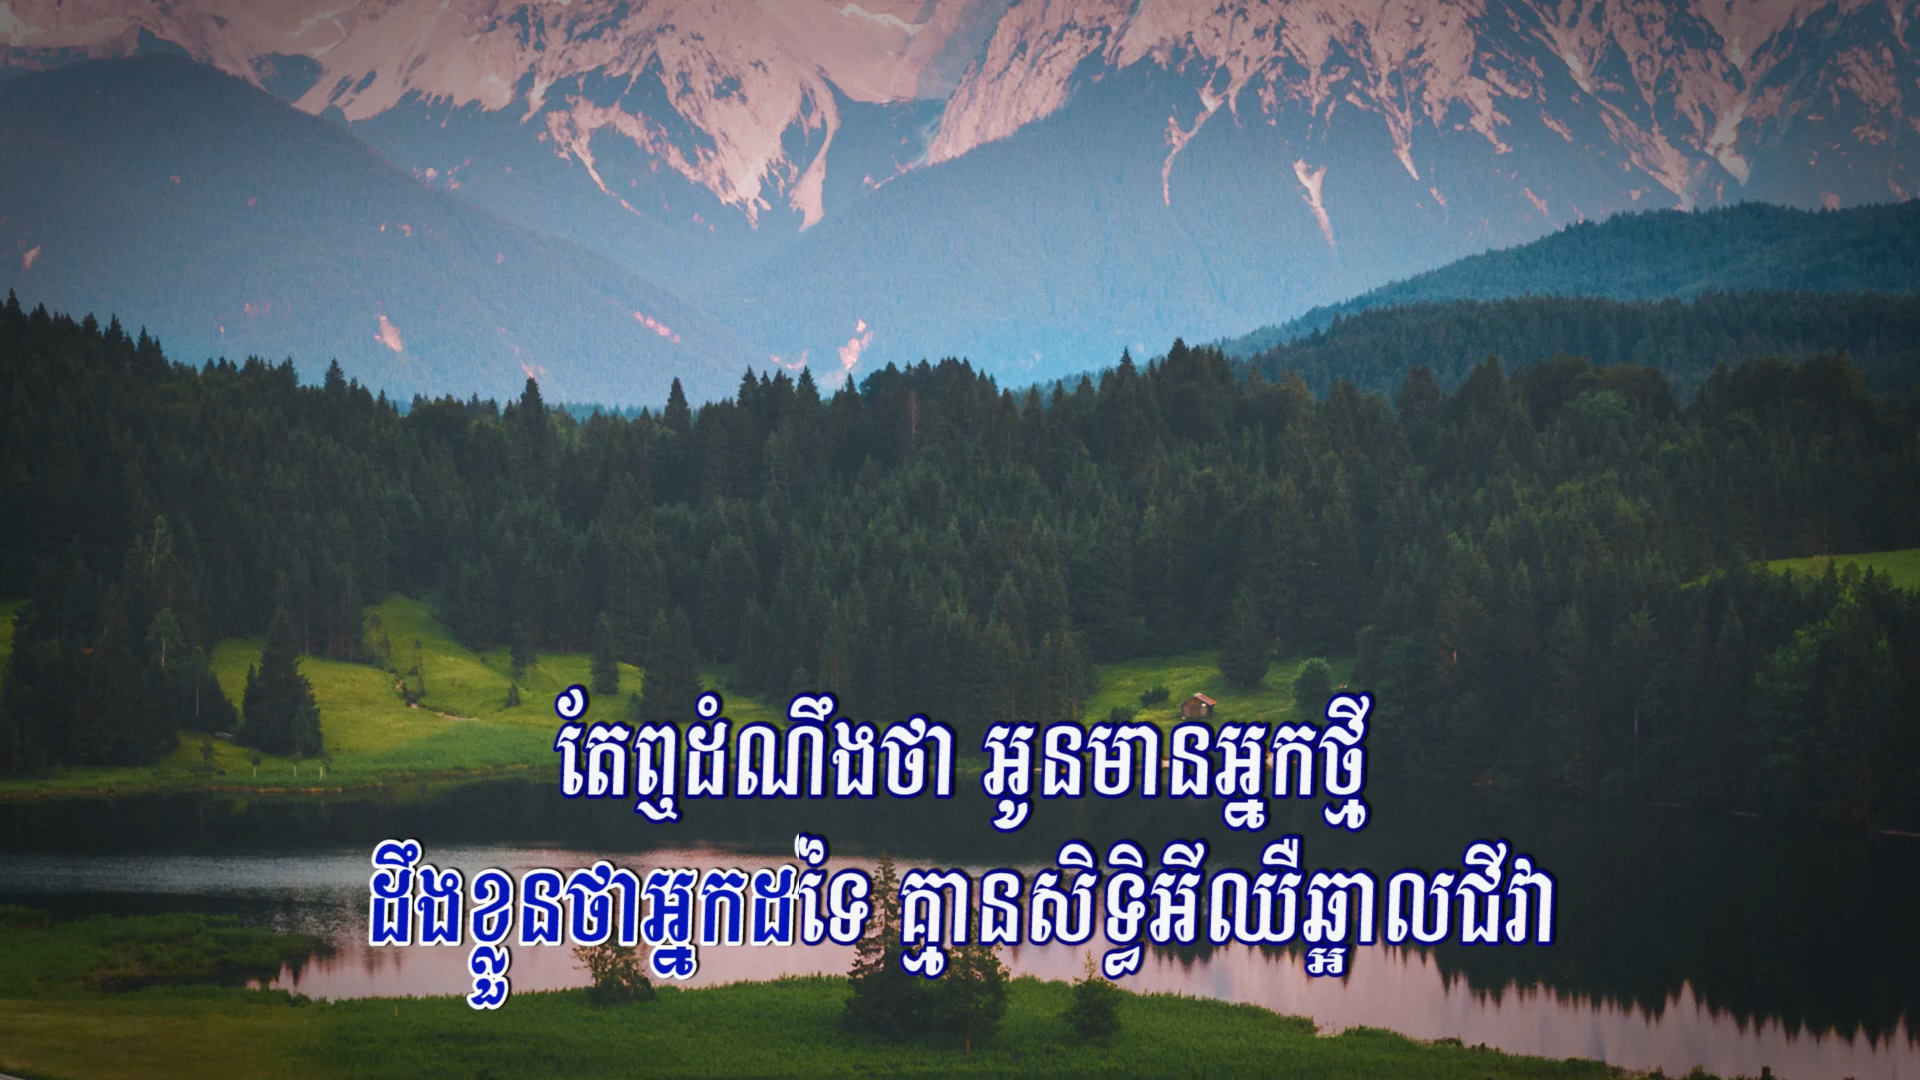 តែឮដំណឹងថា អូនមានអ្នកថ្មី
ដឹងខ្លួនថាអ្នកដទៃ គ្មានសិទ្ធិអីឈឺឆ្អាលជីវា